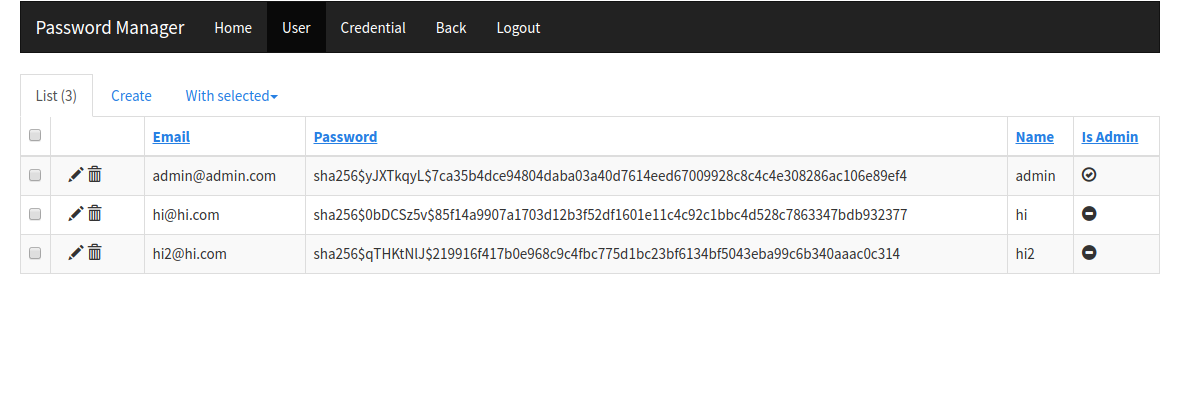 Password Manager Home User Credential Back Logout
List (3) Create With selected
Email Password Name Is Admin
admin@admin.com sha256$yJXTkqyL$7ca35b4dce94804daba03a40d7614eed67009928c8c4c4e308286ac106e89ef4 admin
hi@hi.com sha256$0bDCSz5v$85f14a9907a1703d12b3f52df1601e11c4c92c1bbc4d528c7863347bdb932377 hi
hi2@hi.com sha256$qTHKtNIJ$219916f417b0e968c9c4fbc775d1bc23bf6134bf5043eba99c6b340aaac0c314 hi2